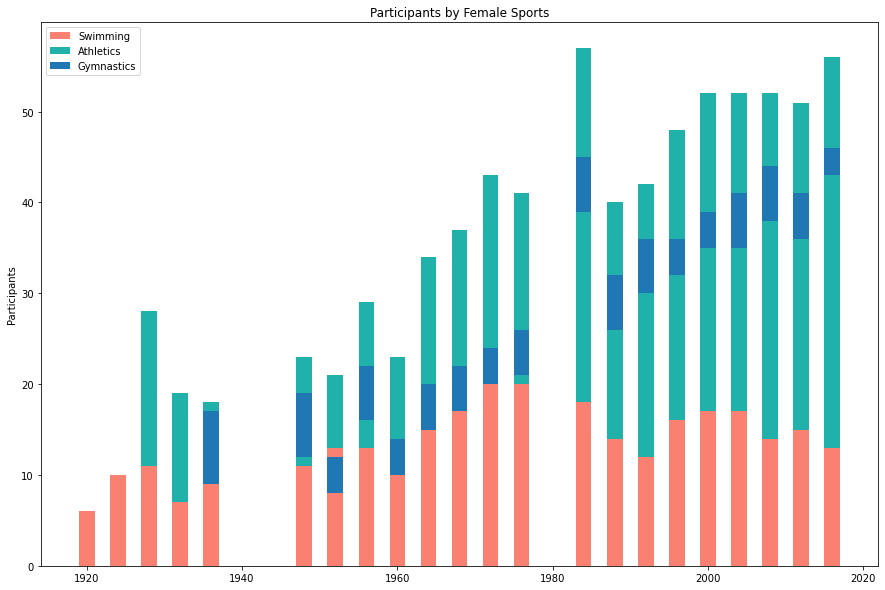 Participants by Female Sports
Swimming
Athletics
Gymnastics
Participants
50
40
30
20
10
0
1920 1940 1960 1980 2000 2020